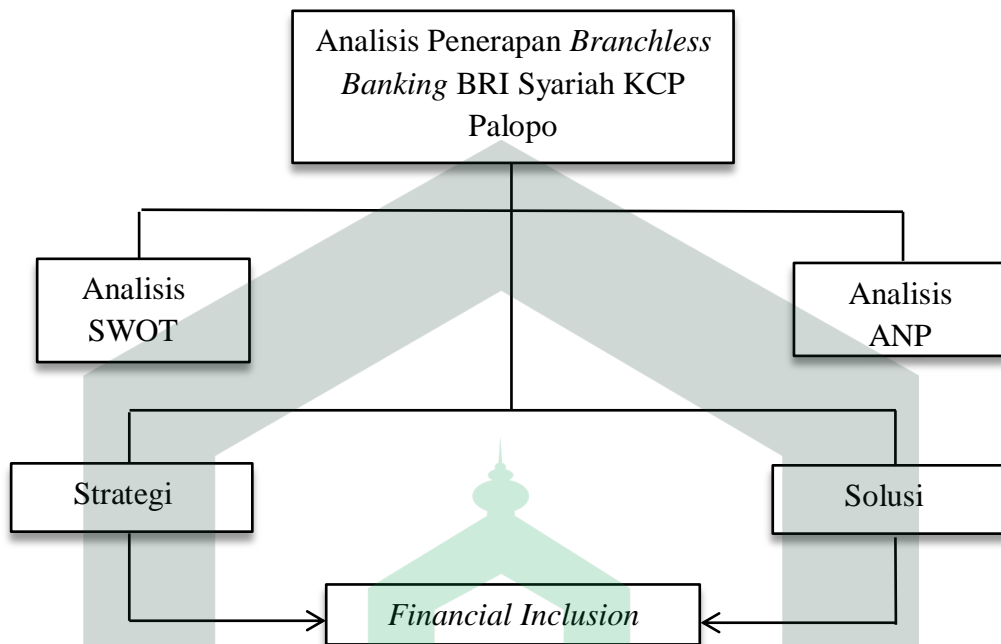 Analisis Penerapan Branchless
Banking BRI Syariah KCP
Palopo
Analisis
SWOT
Analisis
ANP
Strategi
Solusi
Financial Inclusion